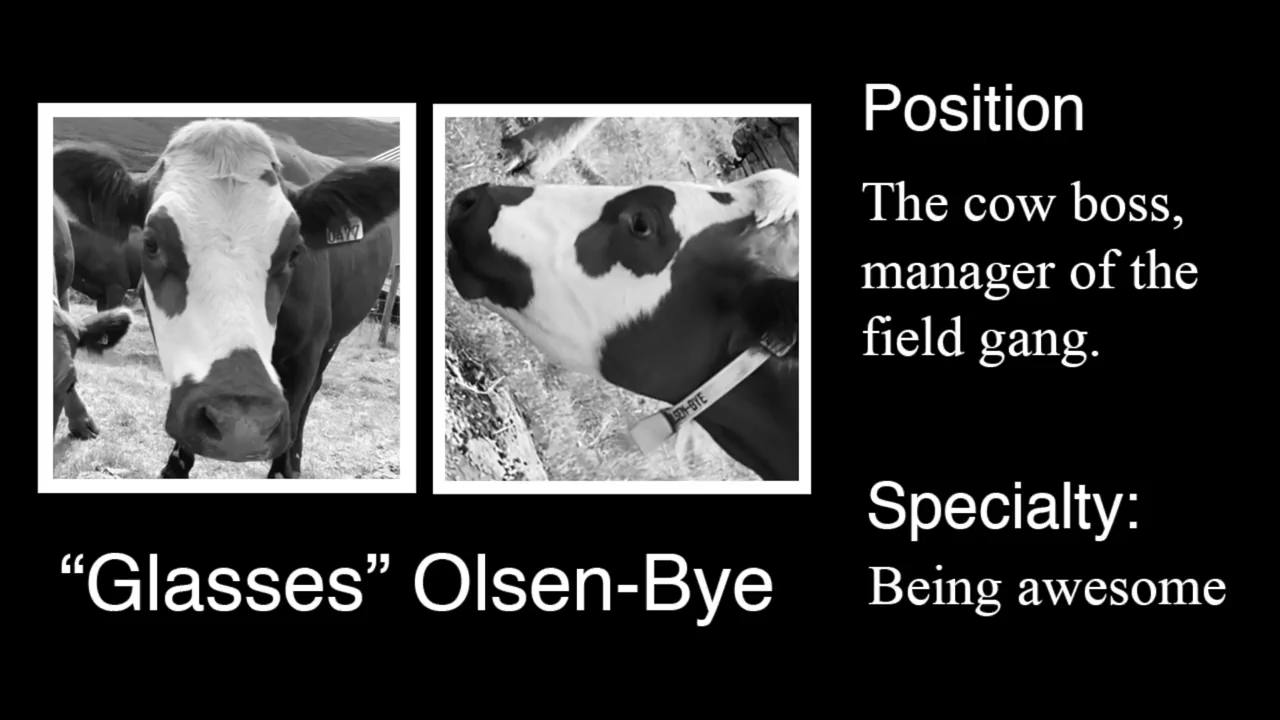 Position
The cow boss,
manager of the
field gang.
Specialty:
Being awesome
“Glasses” Olsen-Bye